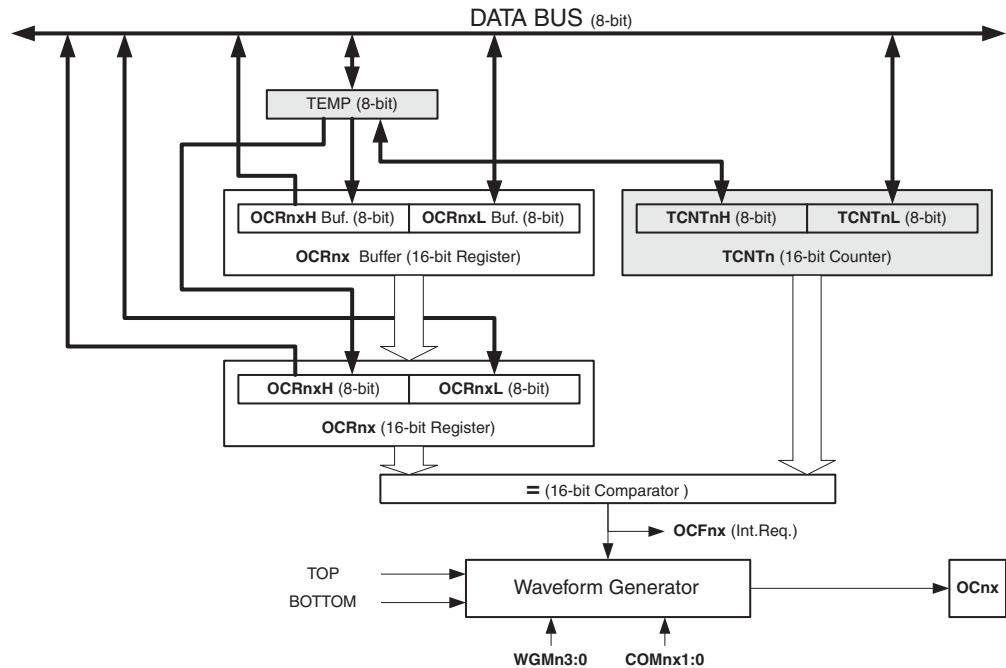 DATA BUS (8-bit)
TEMP (8-bit)
OCRnxH Buf. (8-bit) OCRnxL Buf. (8-bit) TCNTnH (8-bit) TCNTnL (8-bit)
OCRnx Buffer (16-bit Register) TCNTn (16-bit Counter)
OCRnxH (8-bit) OCRnxL (8-bit)
OCRnx (16-bit Register)
= (16-bit Comparator )
OCFnx (Int.Req.)
TOP
BOTTOM
Waveform Generator OCnx
WGMn3:0 COMnx1:0